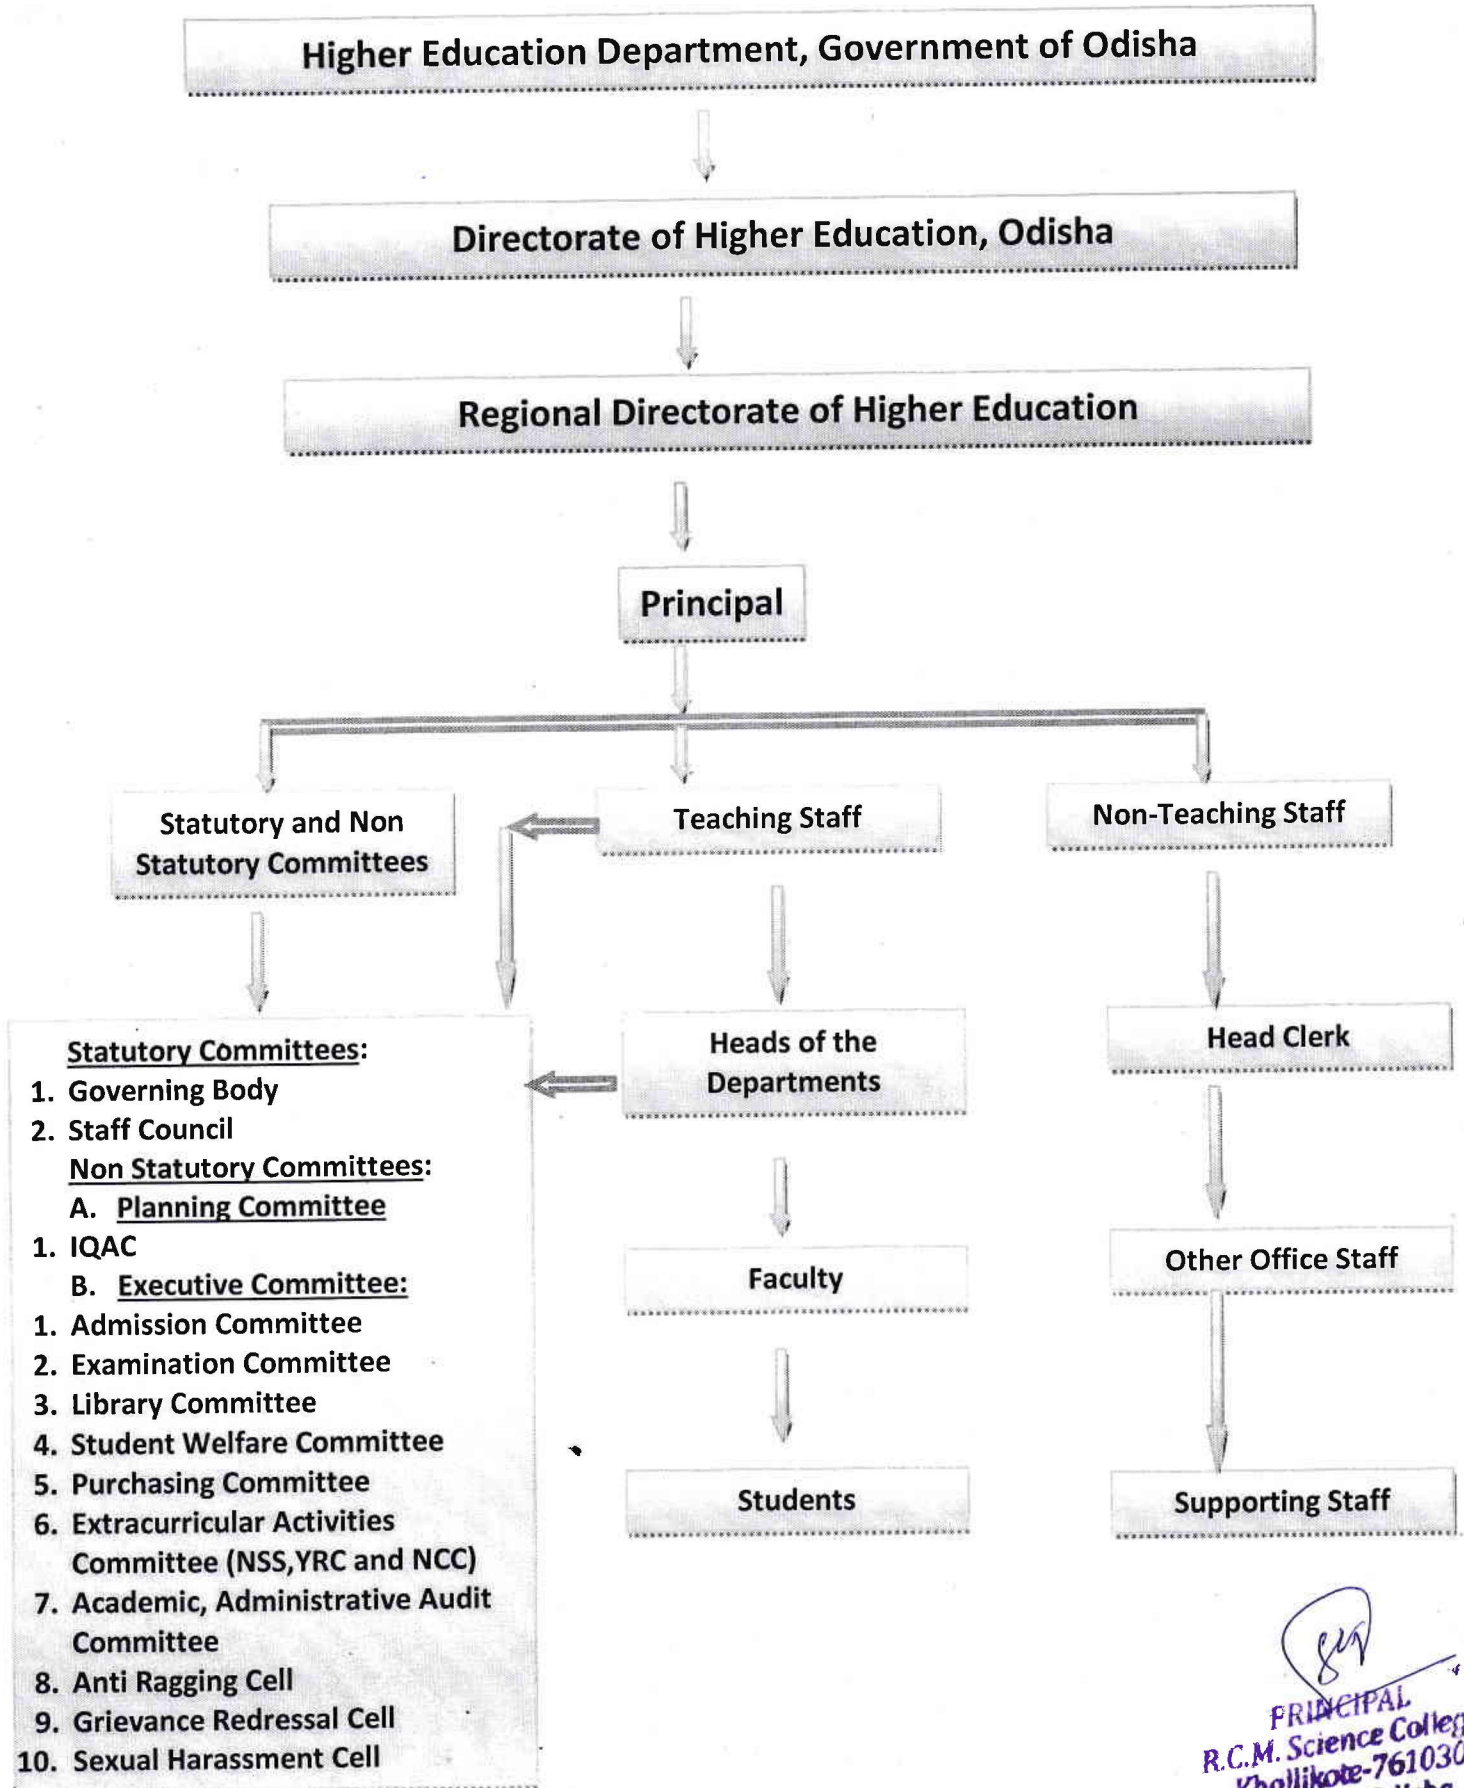 Higher Education Department, Government of Odisha
Directorate of Higher Education, Odisha
Regional Directorate of Higher Education
Principal
Statutory and Non
Statutory Committees
Teaching Staff
Non-Teaching Staff
Statutory Committees:
1. Governing Body
2. Staff Council
Non Statutory Committees:
A. Planning Committee
1. IQAC
B. Executive Committee:
1. Admission Committee
2. Examination Committee
3. Library Committee
4. Student Welfare Committee
5. Purchasing Committee
6. Extracurricular Activities
Committee (NSS,YRC and NCC)
7. Academic, Administrative Audit
Committee
8. Anti Ragging Cell
9. Grievance Redressal Cell
10. Sexual Harassment Cell
Heads of the
Departments
Faculty
Students
Head Clerk
Other Office Staff
Supporting Staff
PRINCIPAL
R.C.M. Science Colleg
Khallikote-761030